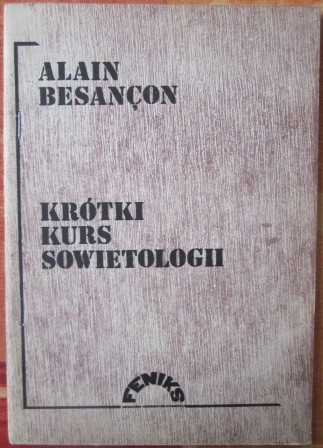 ALAIN
BESANÇON
KRÓTKI
KURS
SOWIETOLOGII
FENIKS